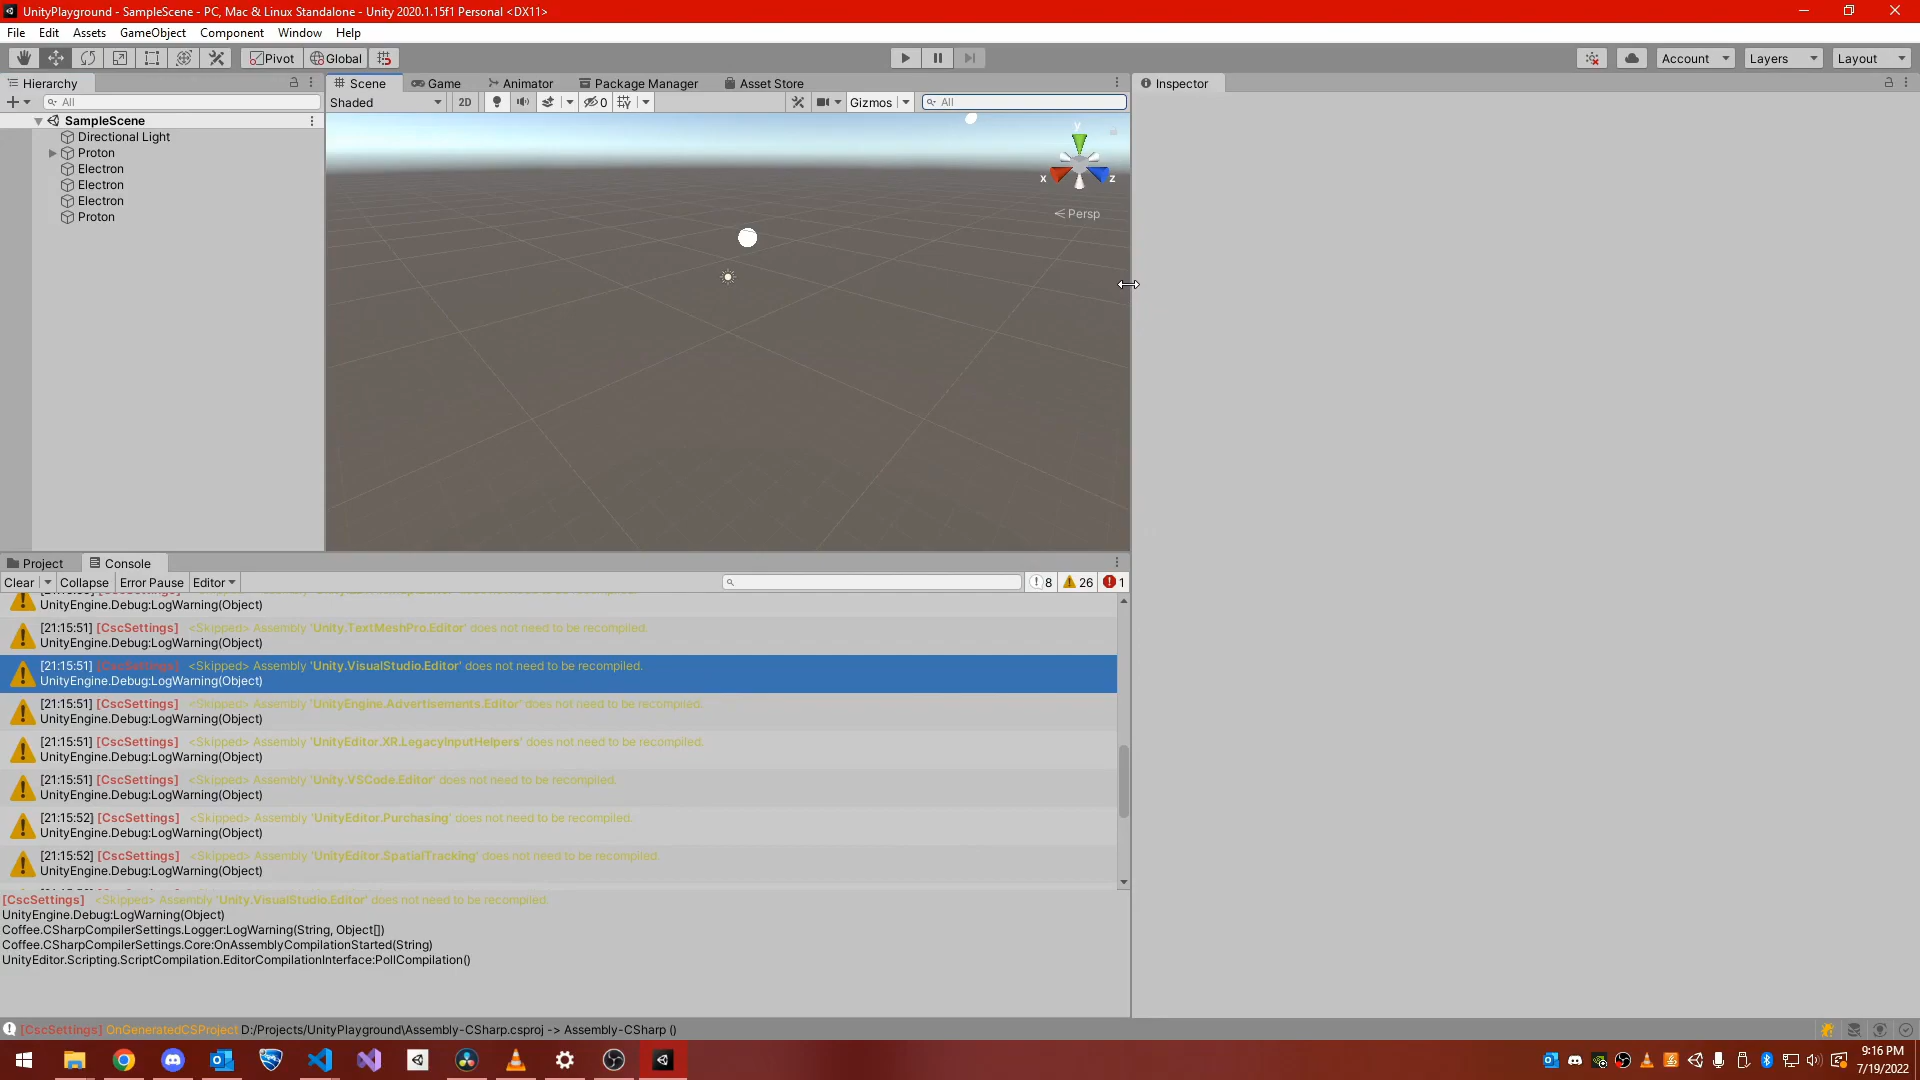 UnityPlayground - SampleScene - PC, Mac & Linux Standalone - Unity 2020.1.15f1 Personal <DX11>
File Edit Assets GameObject Component Window Help
Pivot Global Account Layers Layout
Hierarchy Scene Game Animator Package Manager Asset Store Inspector
All Shaded 2D 0 Gizmos All
SampleScene
Directional Light
Proton
Electron
Electron
Electron
Proton
y
x z
Persp
Project Console
Clear Collapse Error Pause Editor 8 26 1
UnityEngine.Debug:LogWarning(Object)
[21:15:51] [CscSettings] <Skipped> Assembly 'Unity.TextMeshPro.Editor' does not need to be recompiled.
UnityEngine.Debug:LogWarning(Object)
[21:15:51] [CscSettings] <Skipped> Assembly 'Unity.VisualStudio.Editor' does not need to be recompiled.
UnityEngine.Debug:LogWarning(Object)
[21:15:51] [CscSettings] <Skipped> Assembly 'UnityEngine.Advertisements.Editor' does not need to be recompiled.
UnityEngine.Debug:LogWarning(Object)
[21:15:51] [CscSettings] <Skipped> Assembly 'UnityEditor.XR.LegacyInputHelpers' does not need to be recompiled.
UnityEngine.Debug:LogWarning(Object)
[21:15:51] [CscSettings] <Skipped> Assembly 'Unity.VSCode.Editor' does not need to be recompiled.
UnityEngine.Debug:LogWarning(Object)
[21:15:52] [CscSettings] <Skipped> Assembly 'UnityEditor.Purchasing' does not need to be recompiled.
UnityEngine.Debug:LogWarning(Object)
[21:15:52] [CscSettings] <Skipped> Assembly 'UnityEditor.SpatialTracking' does not need to be recompiled.
UnityEngine.Debug:LogWarning(Object)
[CscSettings] <Skipped> Assembly 'Unity.VisualStudio.Editor' does not need to be recompiled.
UnityEngine.Debug:LogWarning(Object)
Coffee.CSharpCompilerSettings.Logger:LogWarning(String, Object[])
Coffee.CSharpCompilerSettings.Core:OnAssemblyCompilationStarted(String)
UnityEditor.Scripting.ScriptCompilation.EditorCompilationInterface:PollCompilation()
[CscSettings] OnGeneratedCSProject D:/Projects/UnityPlayground\Assembly-CSharp.csproj -> Assembly-CSharp ()
9:16 PM
7/19/2022